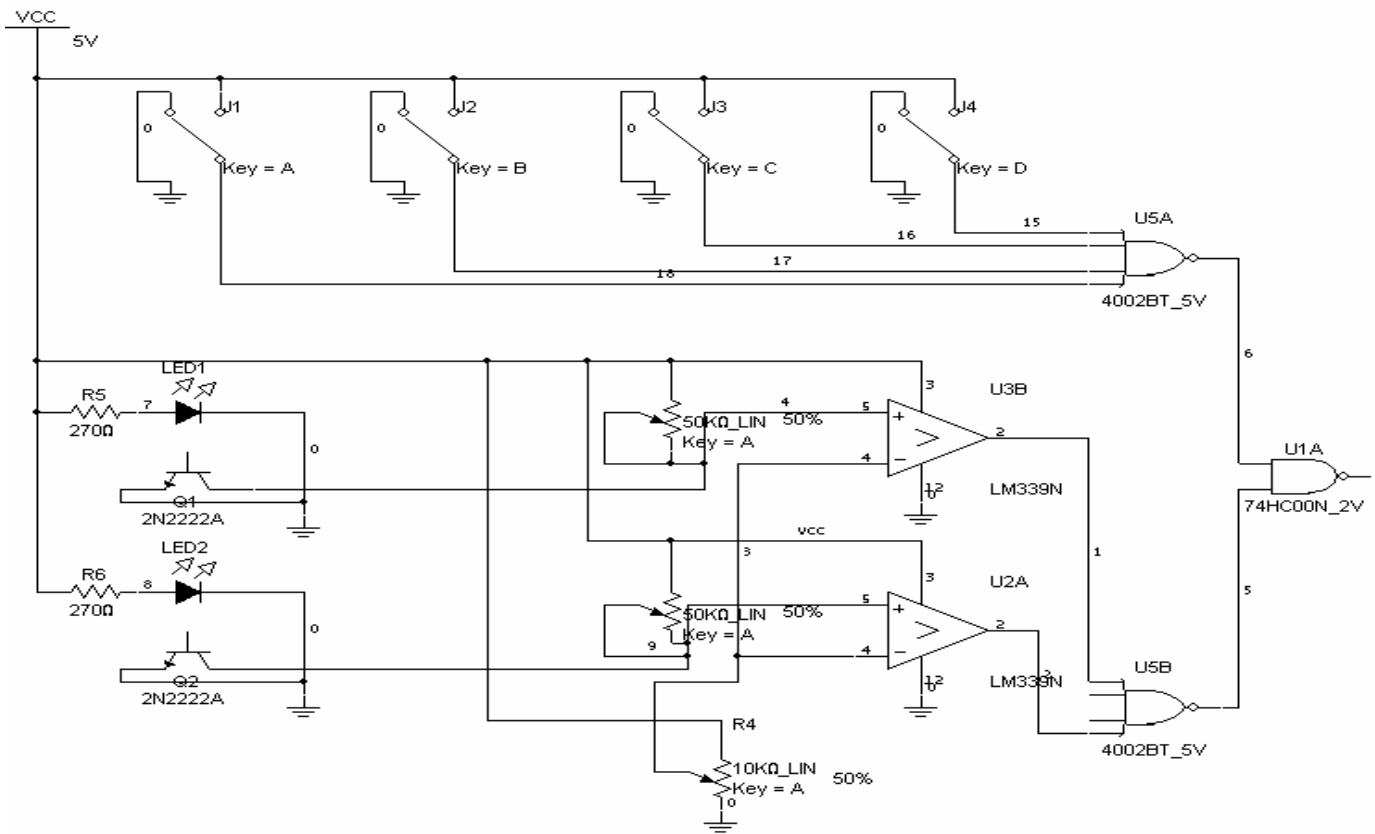 VCC
5V
J1
J2
J3
J4
0
0
0
0
Key = A
Key = B
Key = C
Key = D
15
U5A
16
17
18
4002BT_5V
6
LED1
R5
7
270Ω
3
U3B
4
5
50KΩ_LIN
50%
Key = A
2
0
4
U1A
Q1
2N2222A
12
0
LM339N
74HC00N_2V
LED2
VCC
3
1
R6
8
270Ω
3
U2A
5
5
50KΩ_LIN
50%
Key = A
2
0
9
4
U5B
Q2
2N2222A
12
0
LM339N
R4
4002BT_5V
10KΩ_LIN
50%
Key = A
0